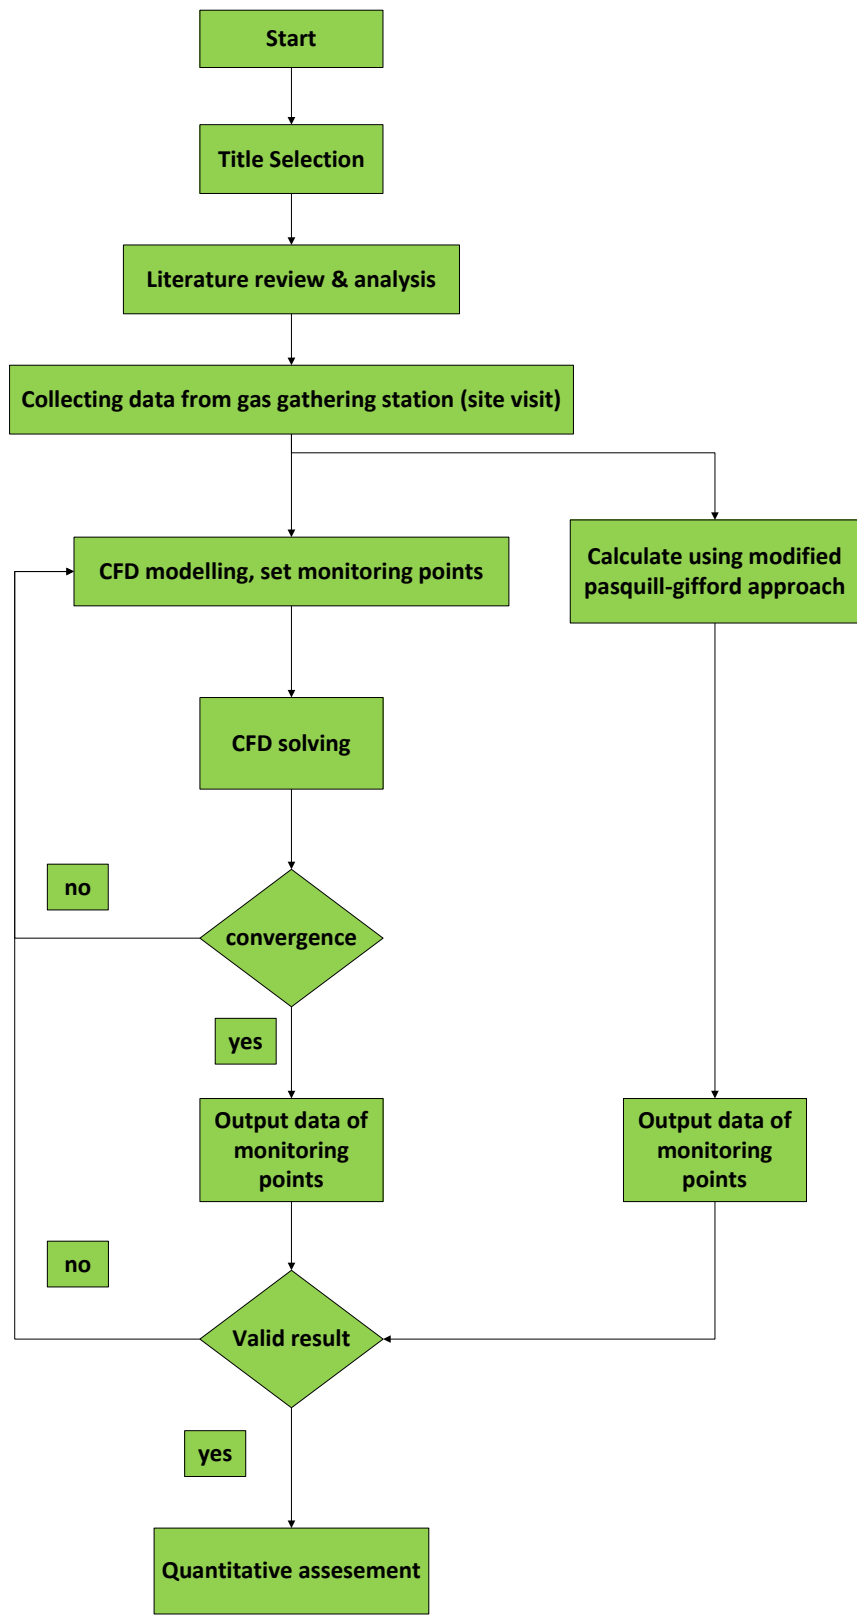 Start
Title Selection
Literature review & analysis
Collecting data from gas gathering station (site visit)
CFD modelling, set monitoring points
Calculate using modified
pasquill-gifford approach
CFD solving
no
convergence
yes
Output data of
monitoring
points
Output data of
monitoring
points
no
Valid result
yes
Quantitative assesement